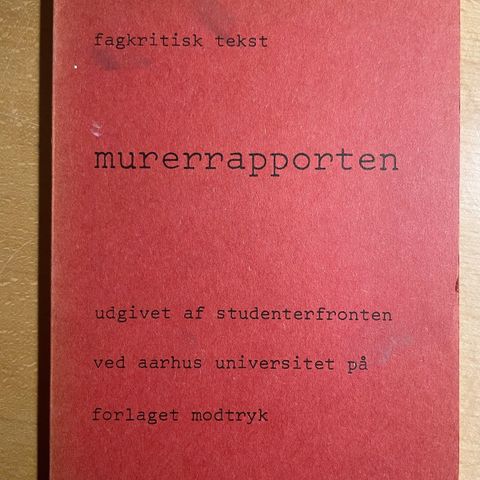 fagkritisk tekst
murerrapporten
udgivet af studenterfronten
ved aarhus universitet på
forlaget modtryk